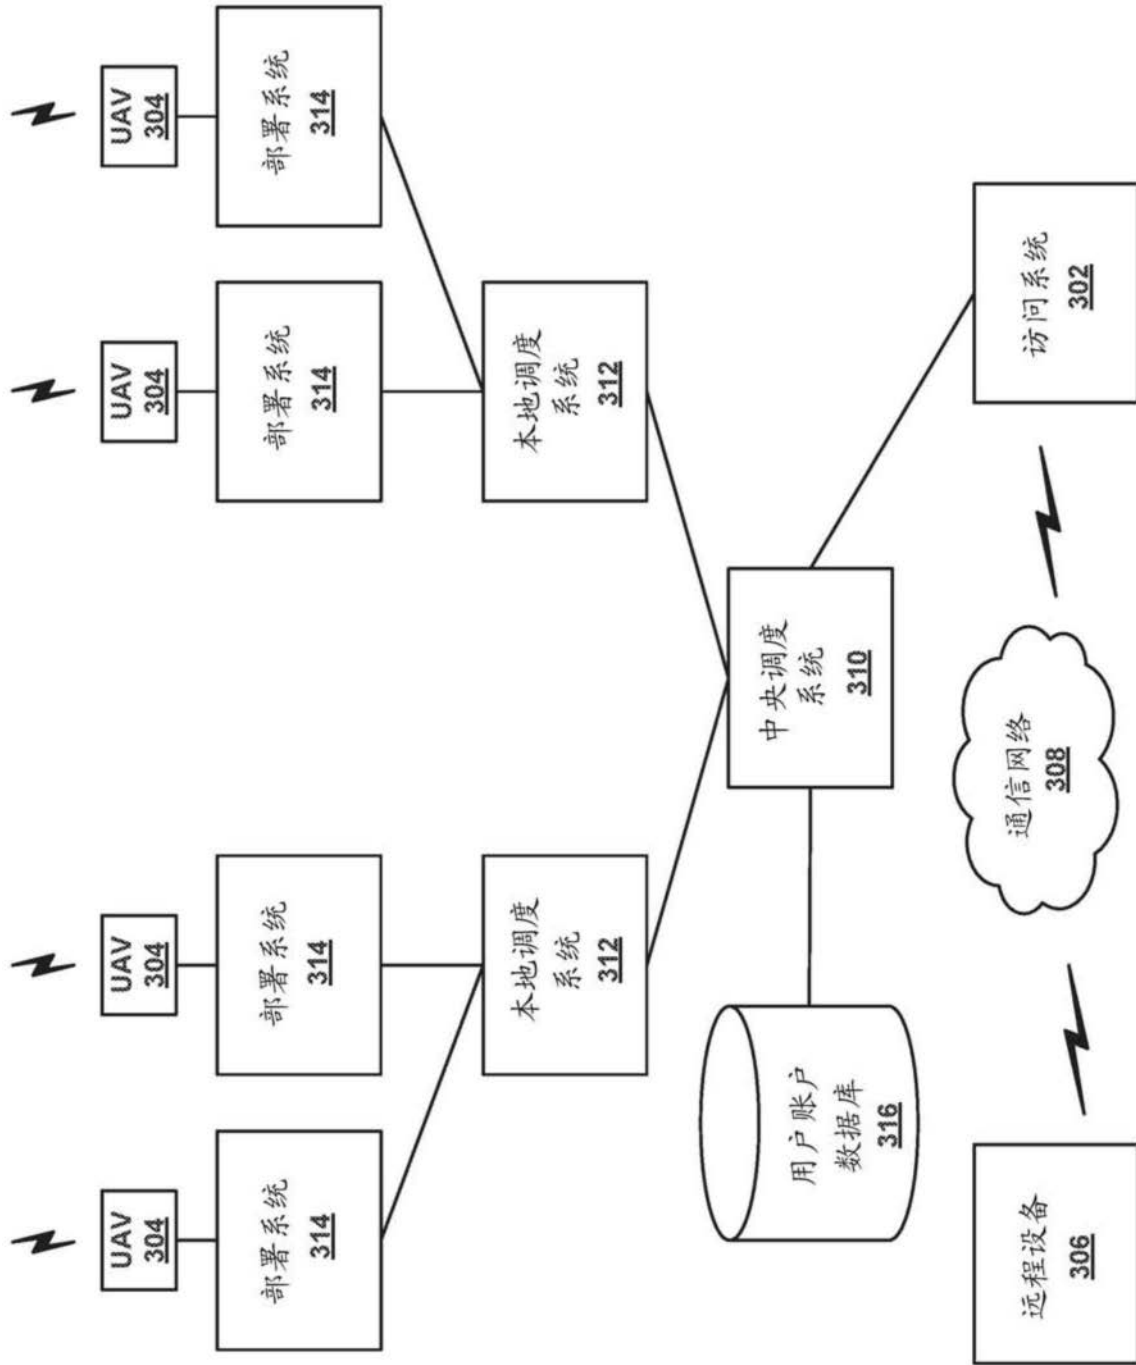 UAV
304
UAV
304
UAV
304
UAV
304
部署系统
314
部署系统
314
部署系统
314
部署系统
314
本地调度
系统
312
本地调度
系统
312
用户账户
数据库
316
中央调度
系统
310
远程设备
306
通信网络
308
访问系统
302